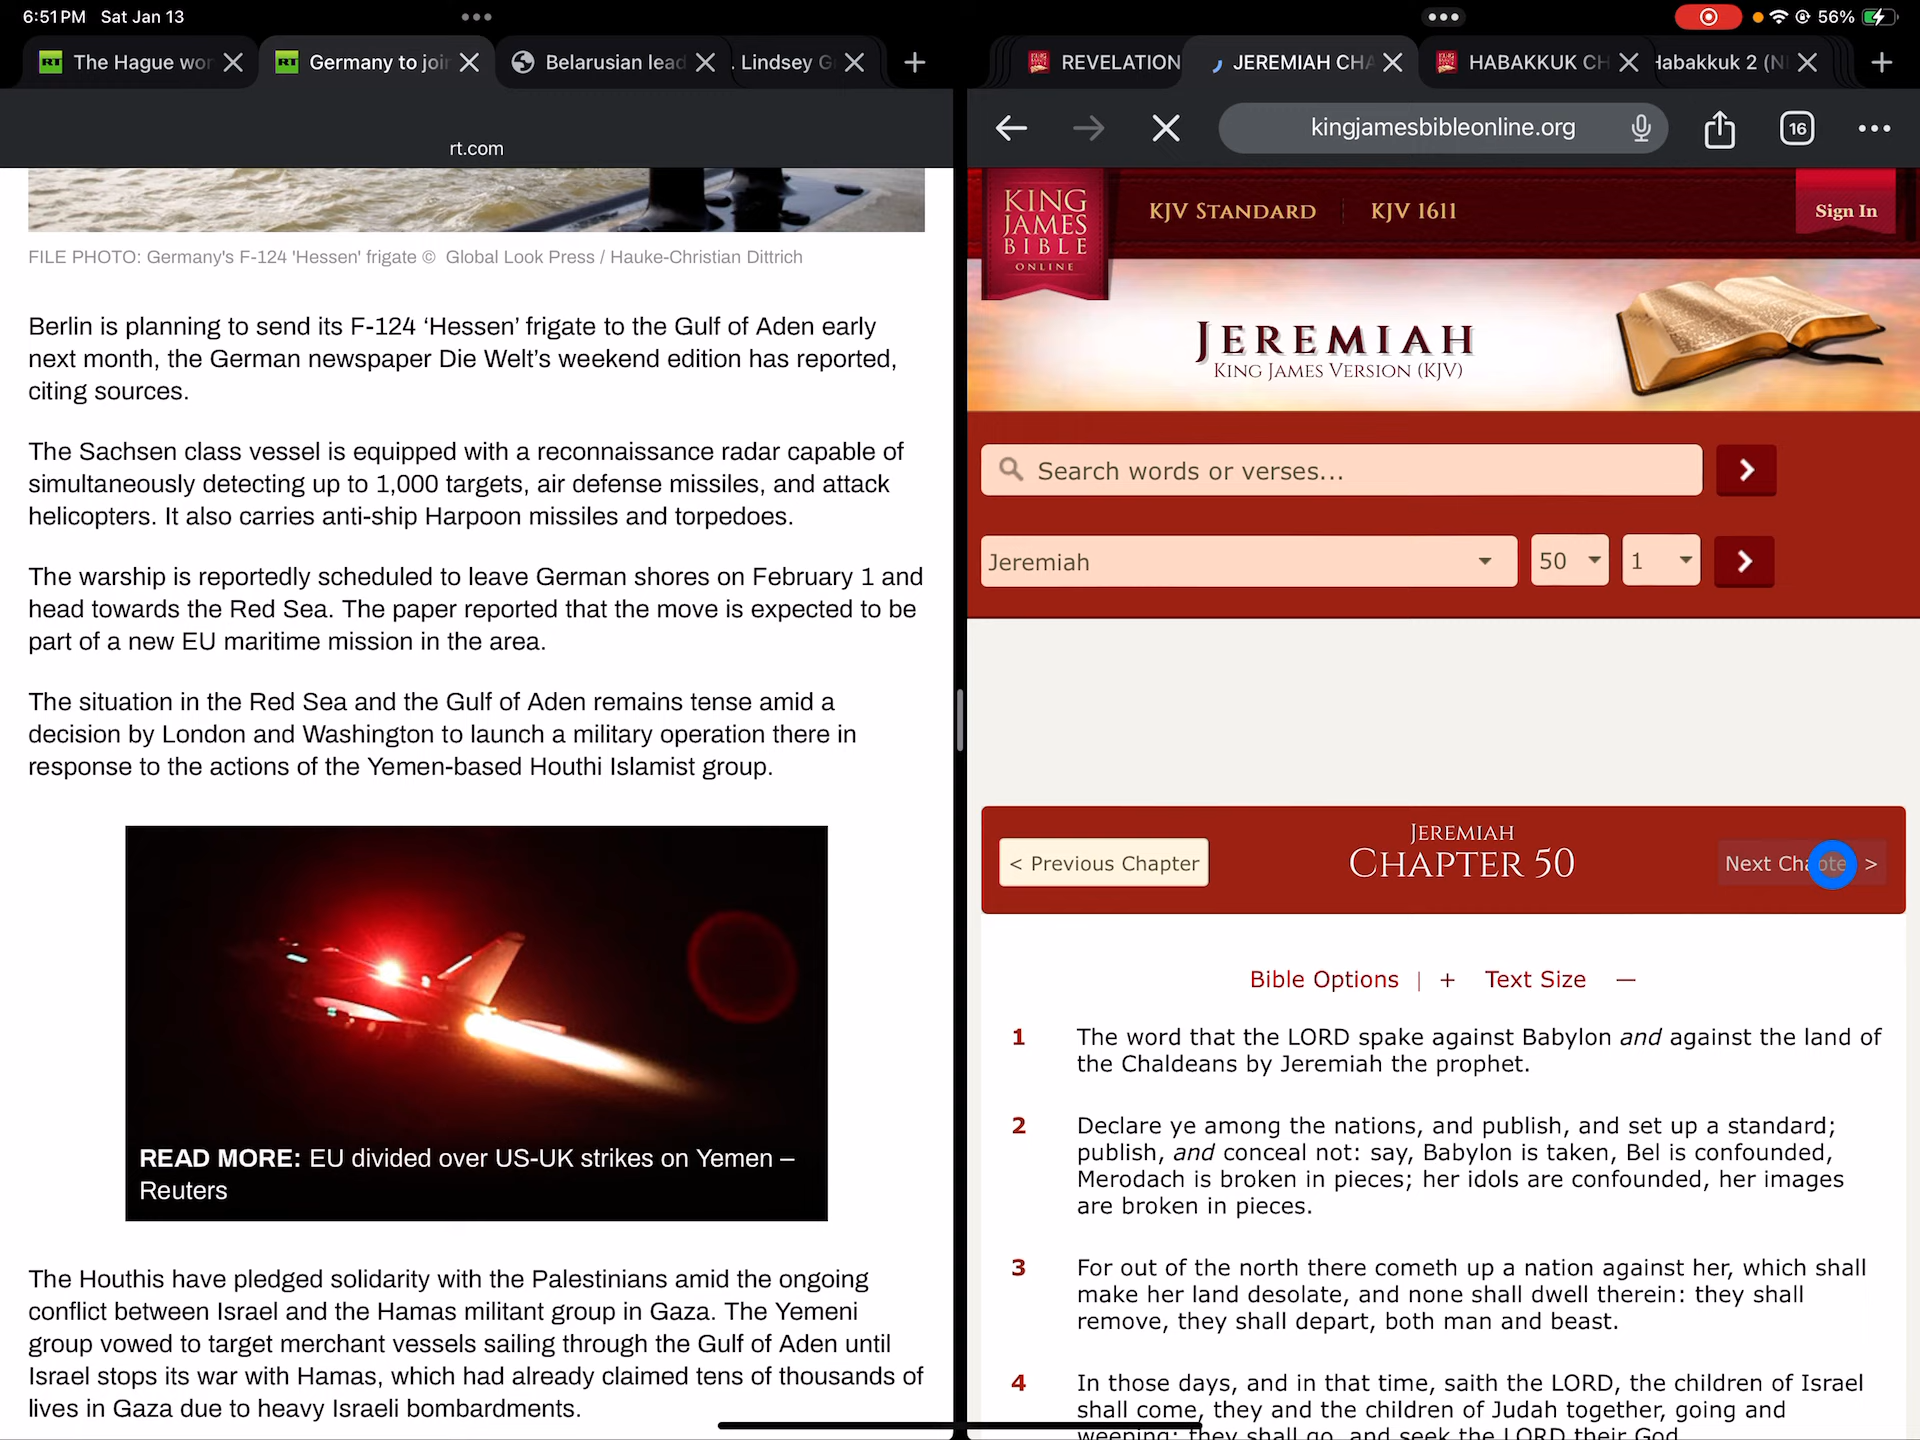 6:51PM Sat Jan 13
56%
RT The Hague wor
RT Germany to joi
Belarusian lead
. Lindsey G
rt.com
FILE PHOTO: Germany's F-124 'Hessen' frigate © Global Look Press / Hauke-Christian Dittrich
Berlin is planning to send its F-124 ‘Hessen’ frigate to the Gulf of Aden early
next month, the German newspaper Die Welt’s weekend edition has reported,
citing sources.
The Sachsen class vessel is equipped with a reconnaissance radar capable of
simultaneously detecting up to 1,000 targets, air defense missiles, and attack
helicopters. It also carries anti-ship Harpoon missiles and torpedoes.
The warship is reportedly scheduled to leave German shores on February 1 and
head towards the Red Sea. The paper reported that the move is expected to be
part of a new EU maritime mission in the area.
The situation in the Red Sea and the Gulf of Aden remains tense amid a
decision by London and Washington to launch a military operation there in
response to the actions of the Yemen-based Houthi Islamist group.
READ MORE: EU divided over US-UK strikes on Yemen –
Reuters
The Houthis have pledged solidarity with the Palestinians amid the ongoing
conflict between Israel and the Hamas militant group in Gaza. The Yemeni
group vowed to target merchant vessels sailing through the Gulf of Aden until
Israel stops its war with Hamas, which had already claimed tens of thousands of
lives in Gaza due to heavy Israeli bombardments.
REVELATION
JEREMIAH CHA
HABAKKUK CH
Habakkuk 2 (NI
kingjamesbibleonline.org
16
KING
JAMES
BIBLE
ONLINE
KJV STANDARD
KJV 1611
Sign In
JEREMIAH
KING JAMES VERSION (KJV)
Search words or verses...
Jeremiah
50
1
< Previous Chapter
JEREMIAH
CHAPTER 50
Next Chapte >
Bible Options | + Text Size —
1 The word that the LORD spake against Babylon and against the land of
the Chaldeans by Jeremiah the prophet.
2 Declare ye among the nations, and publish, and set up a standard;
publish, and conceal not: say, Babylon is taken, Bel is confounded,
Merodach is broken in pieces; her idols are confounded, her images
are broken in pieces.
3 For out of the north there cometh up a nation against her, which shall
make her land desolate, and none shall dwell therein: they shall
remove, they shall depart, both man and beast.
4 In those days, and in that time, saith the LORD, the children of Israel
shall come, they and the children of Judah together, going and
weeping: they shall go, and seek the LORD their God